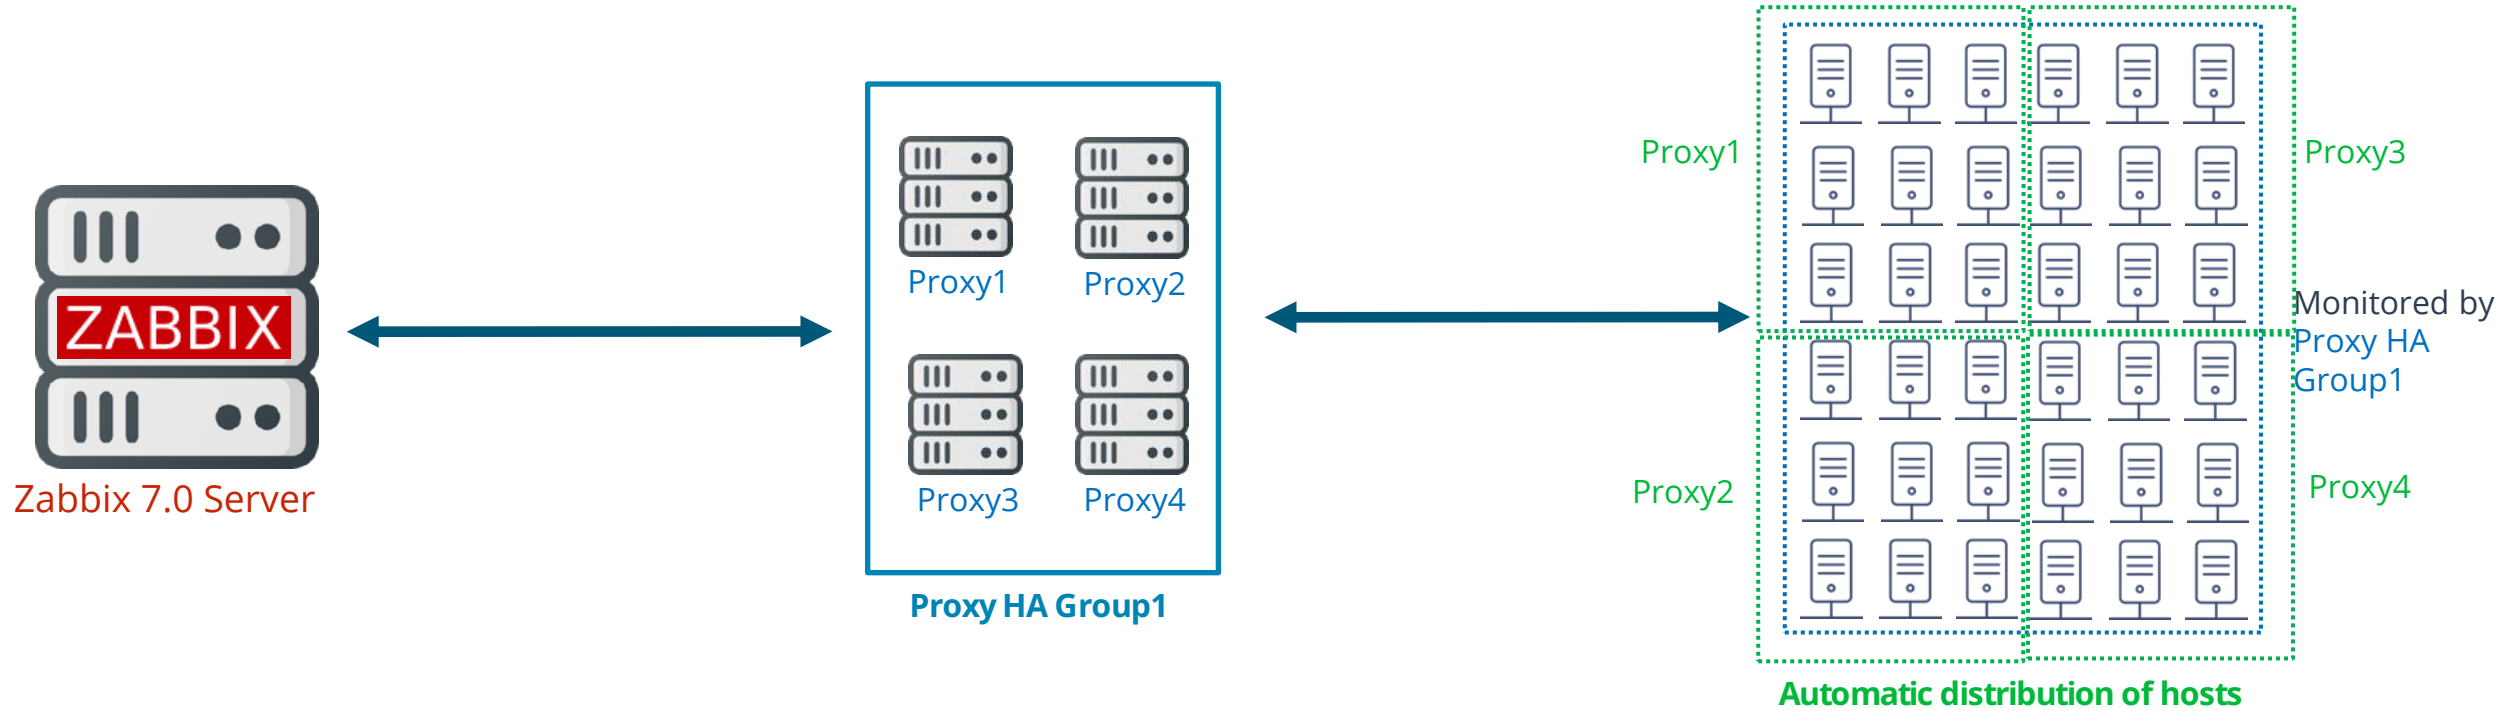 ZABBIX
Zabbix 7.0 Server
Proxy1
Proxy2
Proxy3
Proxy4
Proxy HA Group1
Proxy1
Proxy3
Monitored by
Proxy HA
Group1
Proxy2
Proxy4
Automatic distribution of hosts